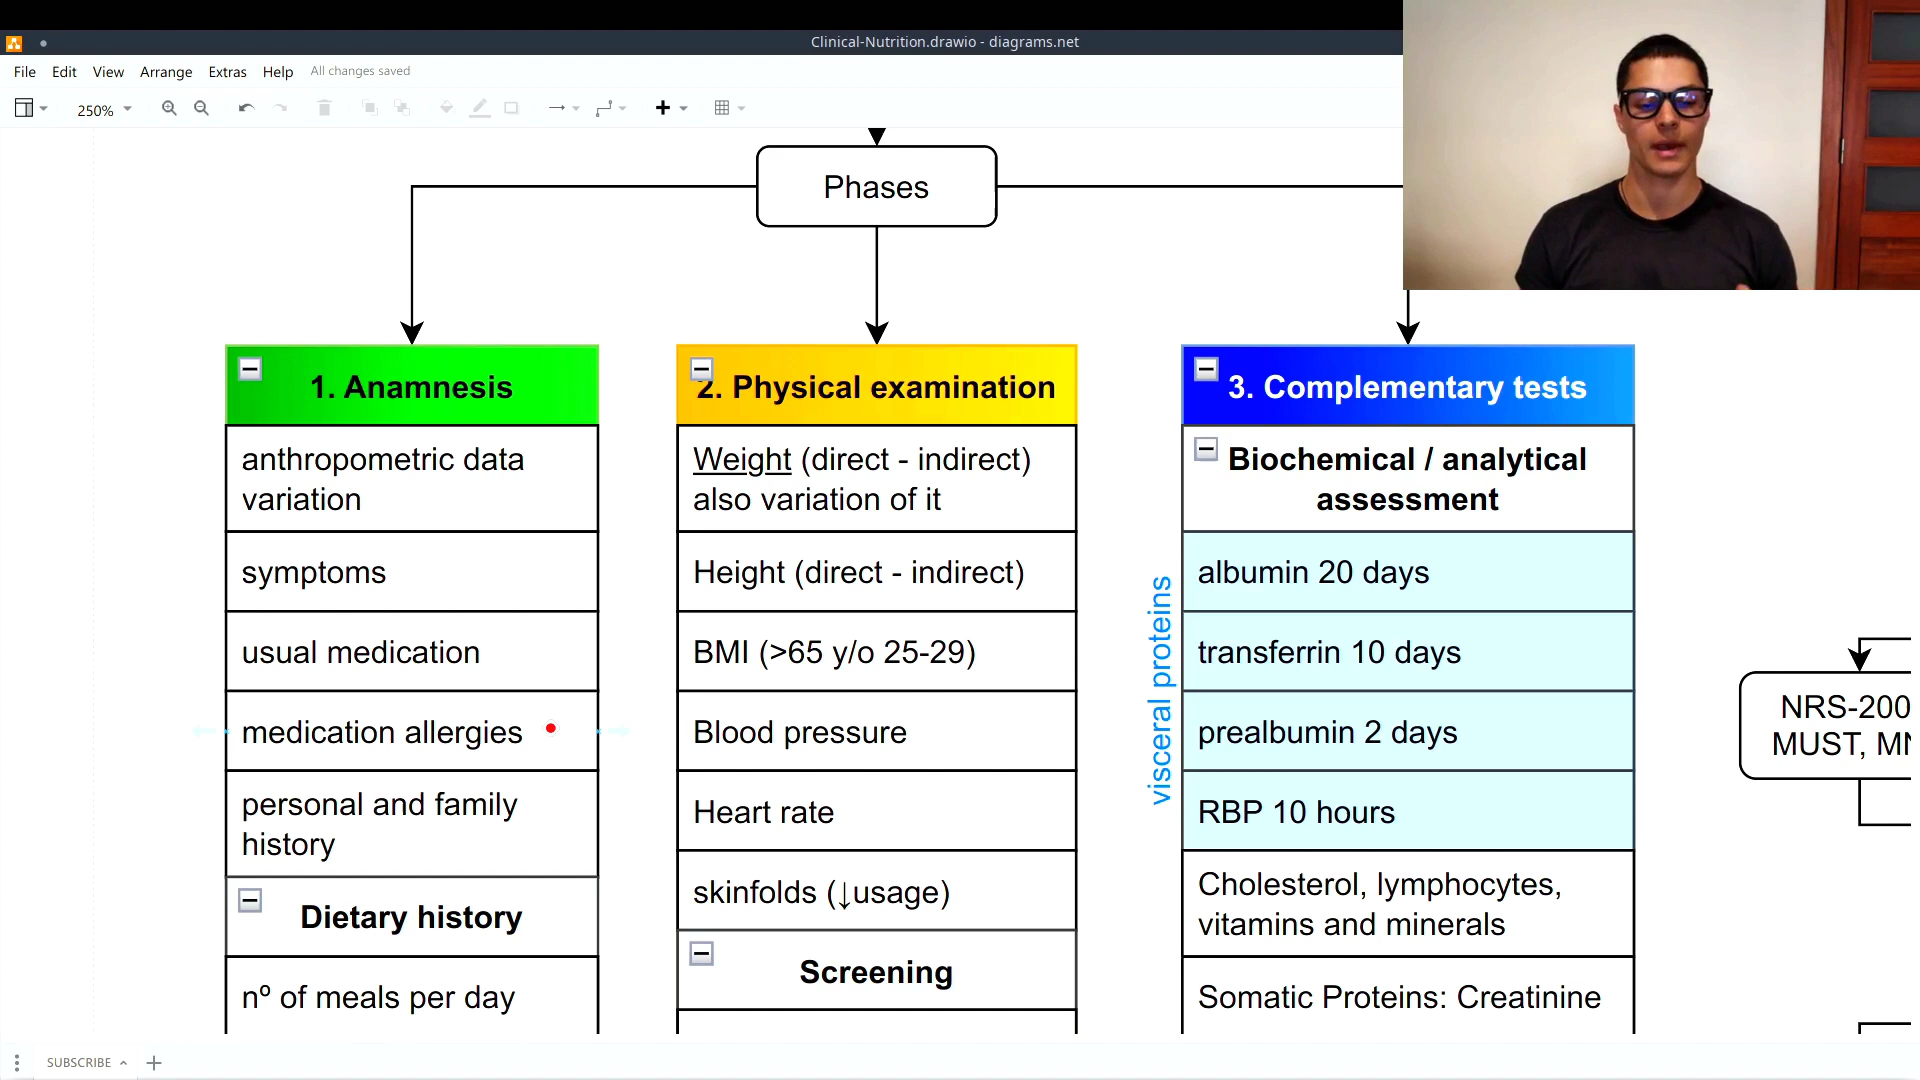 Clinical-Nutrition.drawio - diagrams.net
File Edit View Arrange Extras Help All changes saved
250%
Phases
1. Anamnesis
anthropometric data
variation
symptoms
usual medication
medication allergies
personal and family
history
Dietary history
nº of meals per day
2. Physical examination
Weight (direct - indirect)
also variation of it
Height (direct - indirect)
BMI (>65 y/o 25-29)
Blood pressure
Heart rate
skinfolds (↓usage)
Screening
3. Complementary tests
Biochemical / analytical
assessment
visceral proteins
albumin 20 days
transferrin 10 days
prealbumin 2 days
RBP 10 hours
Cholesterol, lymphocytes,
vitamins and minerals
Somatic Proteins: Creatinine
NRS-200
MUST,
SUBSCRIBE